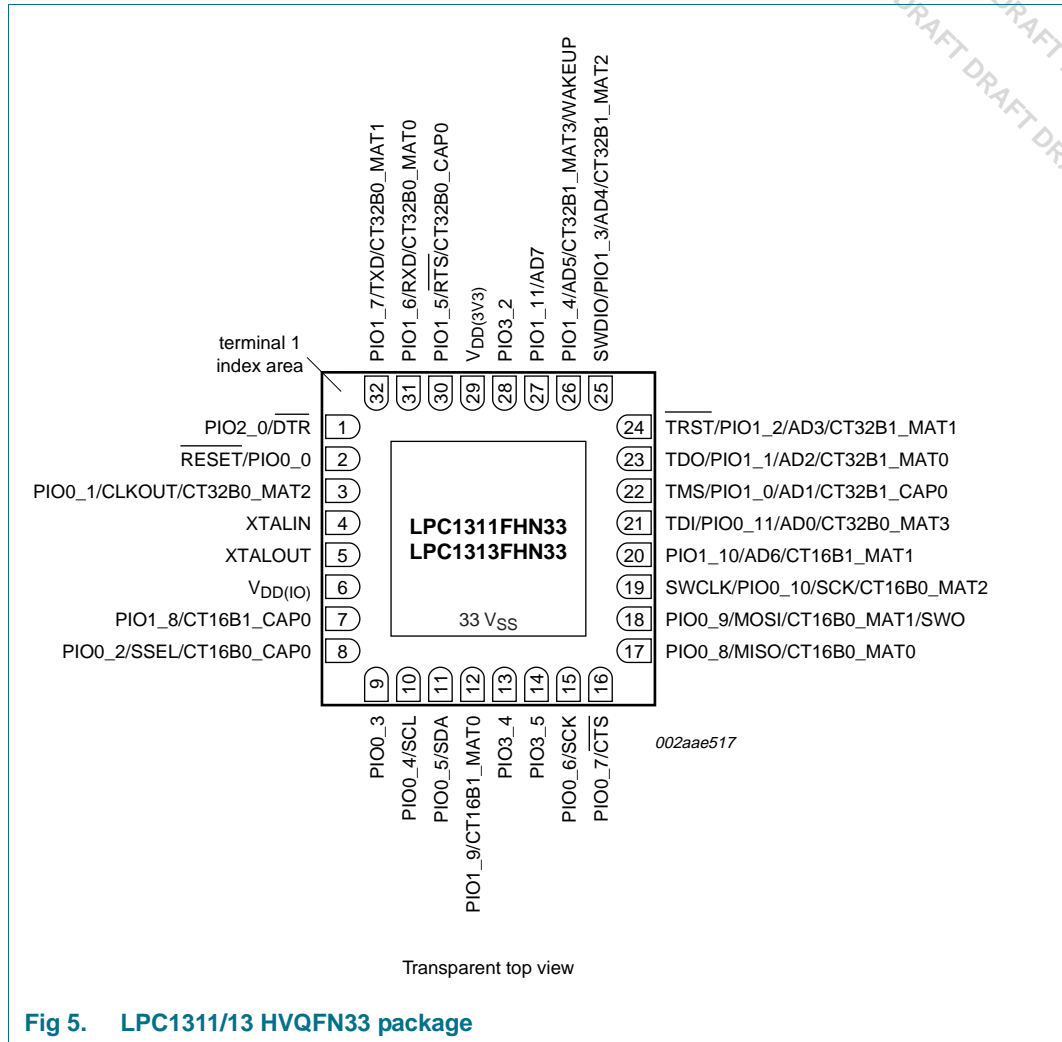 DRAFT DRAFT
DRAFT DRAFT DRA
PIO1_7/TXD/CT32B0_MAT1
PIO1_6/RXD/CT32B0_MAT0
PIO1_5/RTS/CT32B0_CAP0
VDD(3V3)
PIO3_2
PIO1_11/AD7
PIO1_4/AD5/CT32B1_MAT3/WAKEUP
SWDIO/PIO1_3/AD4/CT32B1_MAT2
terminal 1
index area
32 31 30 29 28 27 26 25
PIO2_0/DTR 1
RESET/PIO0_0 2
PIO0_1/CLKOUT/CT32B0_MAT2 3
XTALIN 4
XTALOUT 5
VDD(IO) 6
PIO1_8/CT16B1_CAP0 7
PIO0_2/SSEL/CT16B0_CAP0 8
LPC1311FHN33
LPC1313FHN33
33 VSS
24 TRST/PIO1_2/AD3/CT32B1_MAT1
23 TDO/PIO1_1/AD2/CT32B1_MAT0
22 TMS/PIO1_0/AD1/CT32B1_CAP0
21 TDI/PIO0_11/AD0/CT32B0_MAT3
20 PIO1_10/AD6/CT16B1_MAT1
19 SWCLK/PIO0_10/SCK/CT16B0_MAT2
18 PIO0_9/MOSI/CT16B0_MAT1/SWO
17 PIO0_8/MISO/CT16B0_MAT0
9 10 11 12 13 14 15 16
PIO0_3
PIO0_4/SCL
PIO0_5/SDA
PIO1_9/CT16B1_MAT0
PIO3_4
PIO3_5
PIO0_6/SCK
PIO0_7/CTS
002aae517
Transparent top view
Fig 5. LPC1311/13 HVQFN33 package